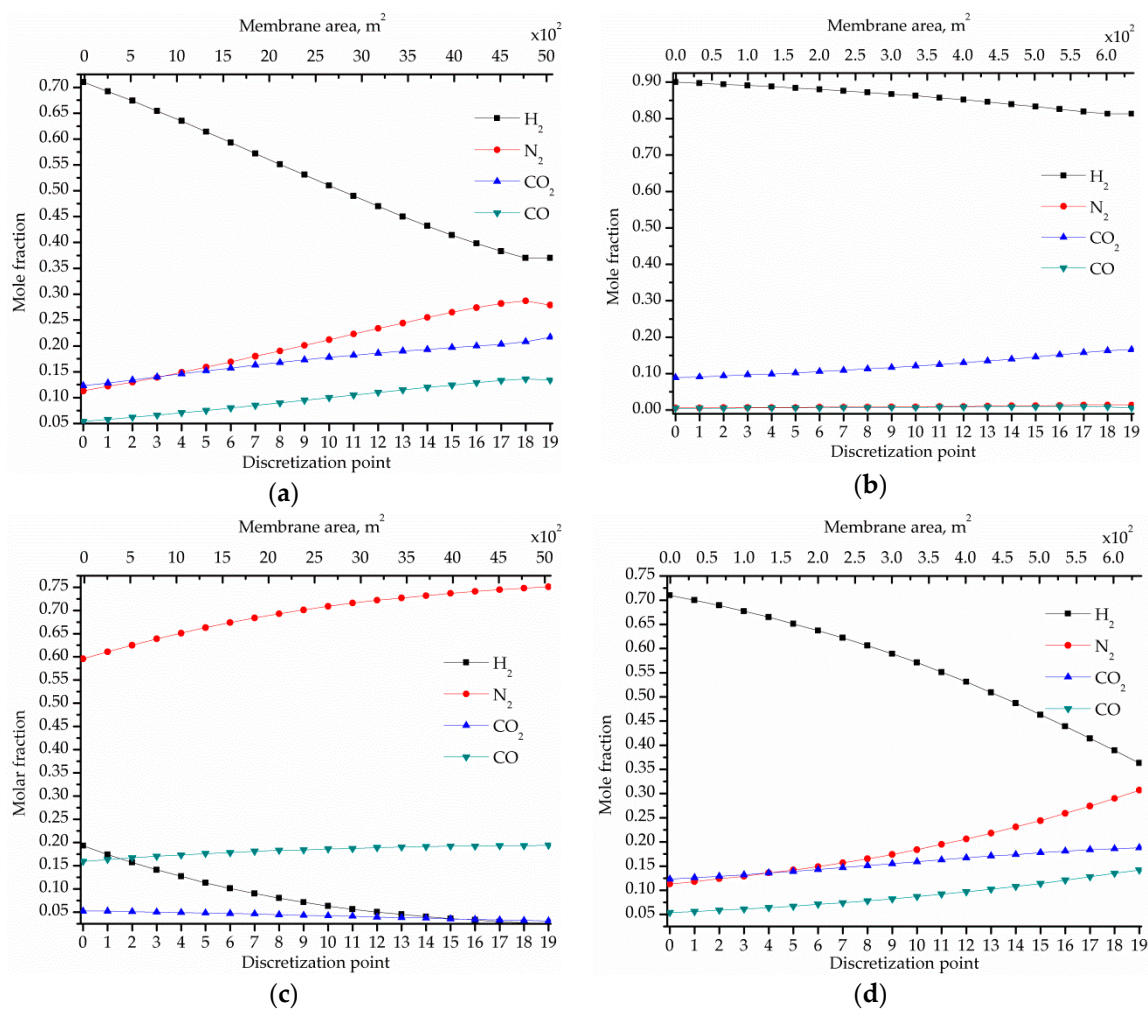 Membrane area, m²
x10²
0 5 10 15 20 25 30 35 40 45 50
0.70
0.65
0.60
0.55
0.50
0.45
0.40
0.35
0.30
0.25
0.20
0.15
0.10
0.05
Mole fraction
H₂
N₂
CO₂
CO
0 1 2 3 4 5 6 7 8 9 10 11 12 13 14 15 16 17 18 19
Discretization point
(a)
Membrane area, m²
x10²
0.0 0.5 1.0 1.5 2.0 2.5 3.0 3.5 4.0 4.5 5.0 5.5 6.0
0.90
0.80
0.70
0.60
0.50
0.40
0.30
0.20
0.10
0.00
Mole fraction
H₂
N₂
CO₂
CO
0 1 2 3 4 5 6 7 8 9 10 11 12 13 14 15 16 17 18 19
Discretization point
(b)
Membrane area, m²
x10²
0 5 10 15 20 25 30 35 40 45 50
0.75
0.70
0.65
0.60
0.55
0.50
0.45
0.40
0.35
0.30
0.25
0.20
0.15
0.10
0.05
Molar fraction
H₂
N₂
CO₂
CO
0 1 2 3 4 5 6 7 8 9 10 11 12 13 14 15 16 17 18 19
Discretization point
(c)
Membrane area, m²
x10²
0.0 0.5 1.0 1.5 2.0 2.5 3.0 3.5 4.0 4.5 5.0 5.5 6.0
0.75
0.70
0.65
0.60
0.55
0.50
0.45
0.40
0.35
0.30
0.25
0.20
0.15
0.10
0.05
Mole fraction
H₂
N₂
CO₂
CO
0 1 2 3 4 5 6 7 8 9 10 11 12 13 14 15 16 17 18 19
Discretization point
(d)